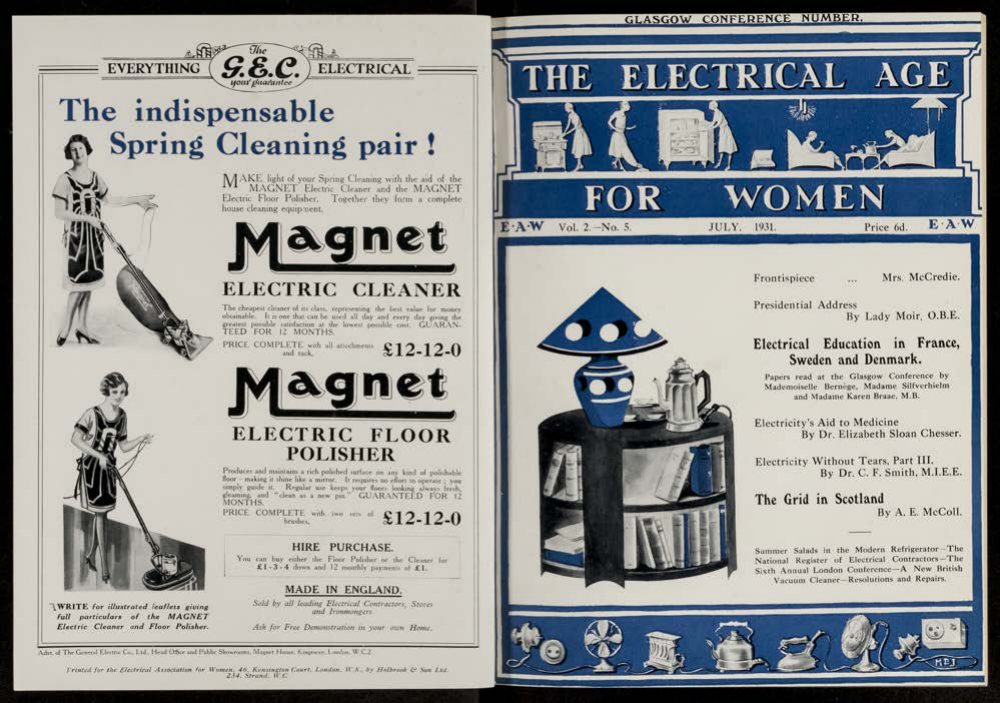 The
EVERYTHING G.E.C. ELECTRICAL
your guarantee
The indispensable
Spring Cleaning pair !
MAKE light of your Spring Cleaning with the aid of the
MAGNET Electric Cleaner and the MAGNET
Electric Floor Polisher. Together they form a complete
house cleaning equipment.
Magnet
ELECTRIC CLEANER
The cheapest cleaner of its class, representing the best value for money
obtainable. It is one that can be used all day and every day giving the
greatest possible satisfaction at the lowest possible cost. GUARAN-
TEED FOR 12 MONTHS.
PRICE COMPLETE with all attachments
and rack,
£12-12-0
Magnet
ELECTRIC FLOOR
POLISHER
Produces and maintains a rich polished surface on any kind of polishable
floor - making it shine like a mirror. It requires no effort to operate ; you
simply guide it. Regular use keeps your floors looking always fresh,
gleaming, and "clean as a new pin." GUARANTEED FOR 12
MONTHS.
PRICE COMPLETE with two sets of
brushes,
£12-12-0
HIRE PURCHASE.
You can buy either the Floor Polisher or the Cleaner for
£1-3-4 down and 12 monthly payments of £1.
MADE IN ENGLAND.
Sold by all leading Electrical Contractors, Stores
and Ironmongers
Ask for Free Demonstration in your own Home.
WRITE for illustrated leaflets giving
full particulars of the MAGNET
Electric Cleaner and Floor Polisher.
Advt. of The General Electric Co., Ltd., Head Office and Public Showrooms, Magnet House, Kingsway, London, W.C.2
Printed for the Electrical Association for Women, 46, Kensington Court, London, W.8., by Holbrook & Son Ltd.
234, Strand, W.C.
GLASGOW CONFERENCE NUMBER.
THE ELECTRICAL AGE
FOR WOMEN
E·A·W Vol. 2.—No. 5. JULY, 1931. Price 6d. E·A·W
Frontispiece ... Mrs. McCredie.
Presidential Address
By Lady Moir, O.B.E.
Electrical Education in France,
Sweden and Denmark.
Papers read at the Glasgow Conference by
Mademoiselle Bernège, Madame Silfverhielm
and Madame Karen Braae, M.B.
Electricity's Aid to Medicine
By Dr. Elizabeth Sloan Chesser.
Electricity Without Tears, Part III.
By Dr. C. F. Smith, M.I.E.E.
The Grid in Scotland
By A. E. McColl.
Summer Salads in the Modern Refrigerator—The
National Register of Electrical Contractors—The
Sixth Annual London Conference—A New British
Vacuum Cleaner—Resolutions and Repairs.
MEJ